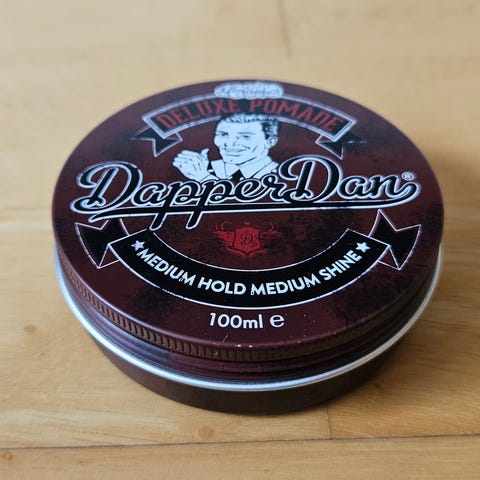 DELUXE POMADE
DapperDan®
D
★MEDIUM HOLD MEDIUM SHINE★
100ml ℮